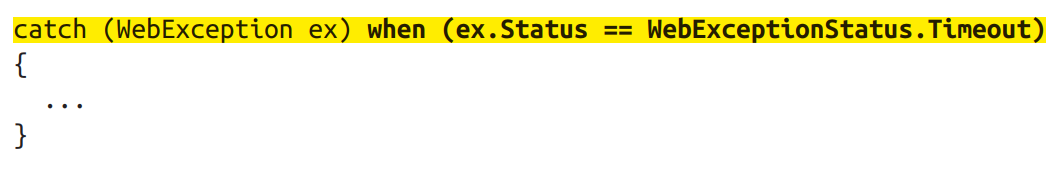 catch (WebException ex) when (ex.Status == WebExceptionStatus.Timeout)
{
  ...
}